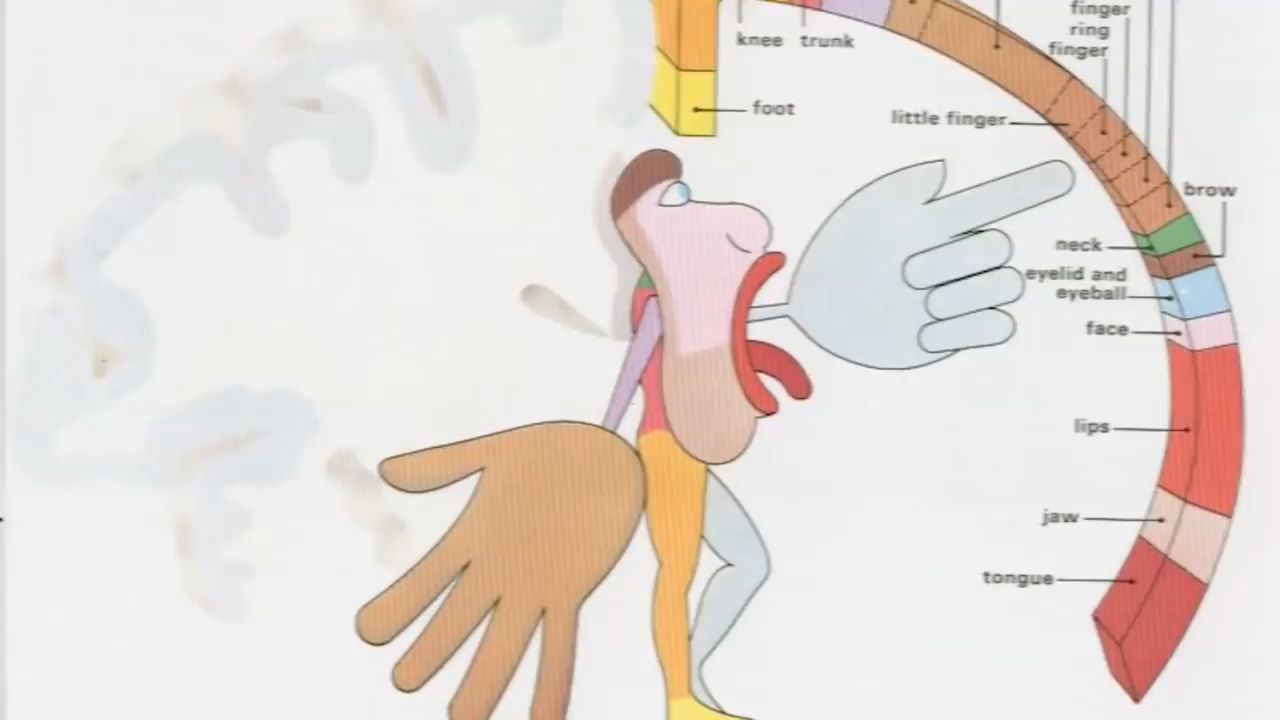 finger
ring
finger
knee
trunk
foot
little finger
brow
neck
eyelid and
eyeball
face
lips
jaw
tongue